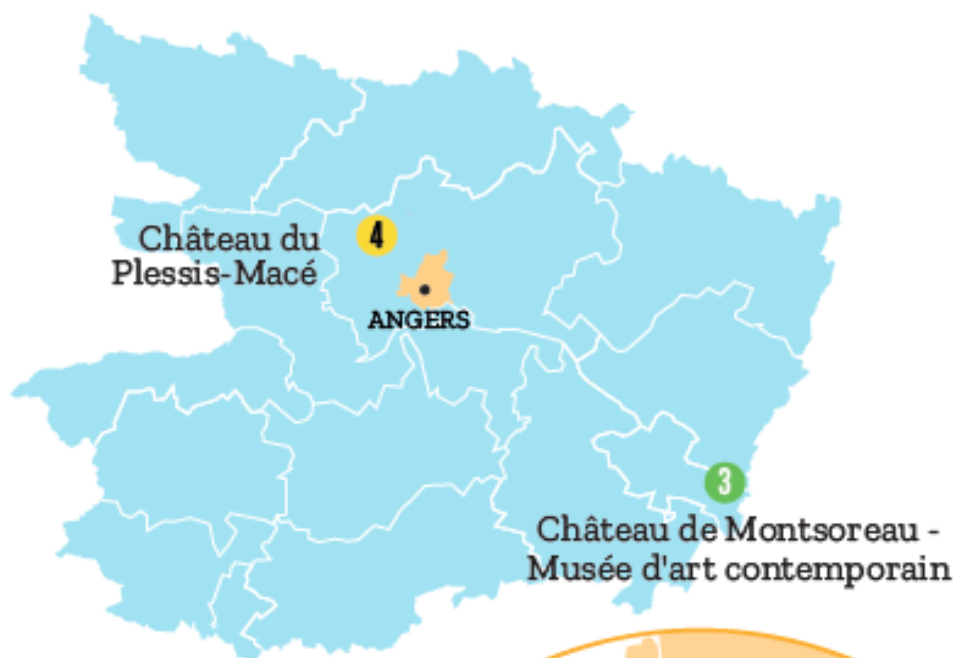 Château du
Plessis-Macé
4
ANGERS
3
Château de Montsoreau -
Musée d'art contemporain